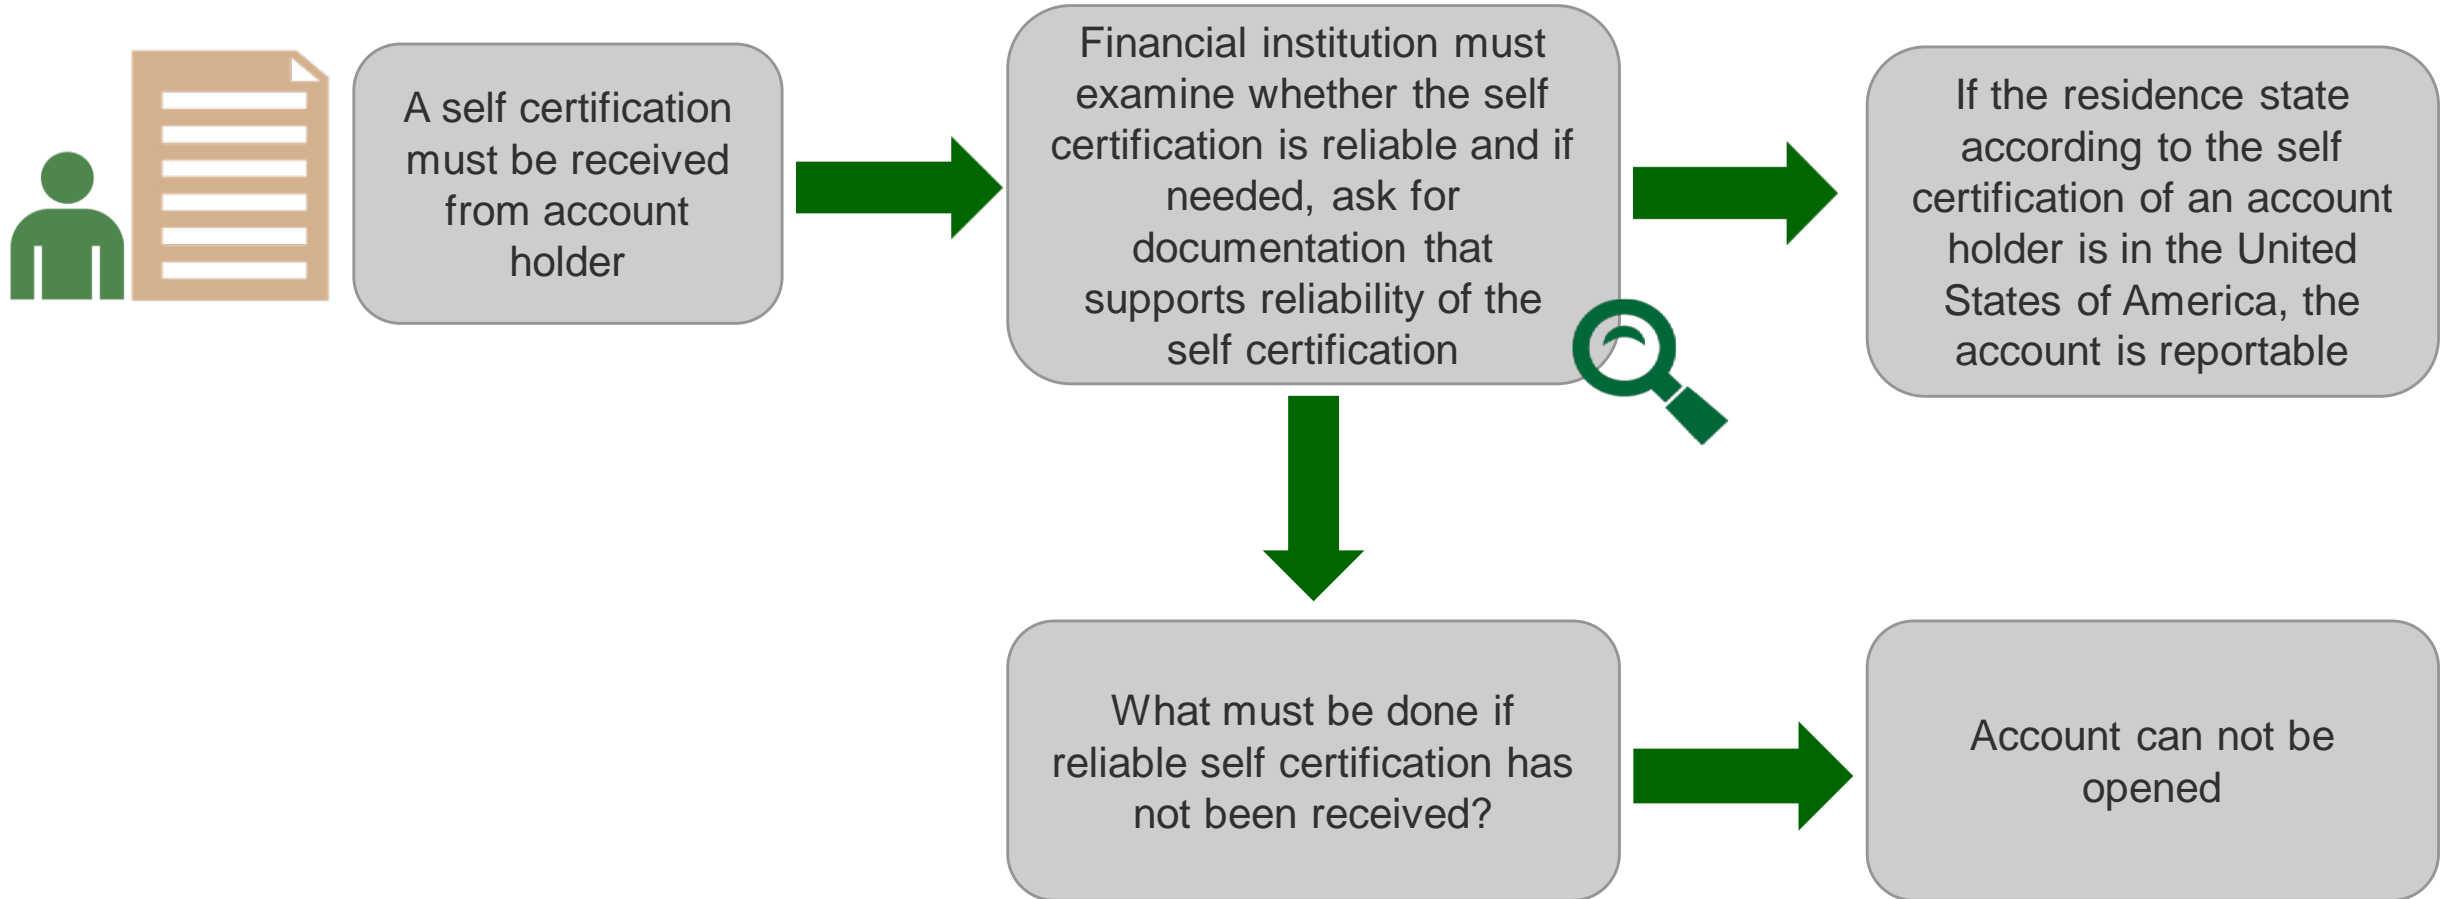 A self certification
must be received
from account
holder
Financial institution must
examine whether the self
certification is reliable and if
needed, ask for
documentation that
supports reliability of the
self certification
If the residence state
according to the self
certification of an account
holder is in the United
States of America, the
account is reportable
What must be done if
reliable self certification has
not been received?
Account can not be
opened